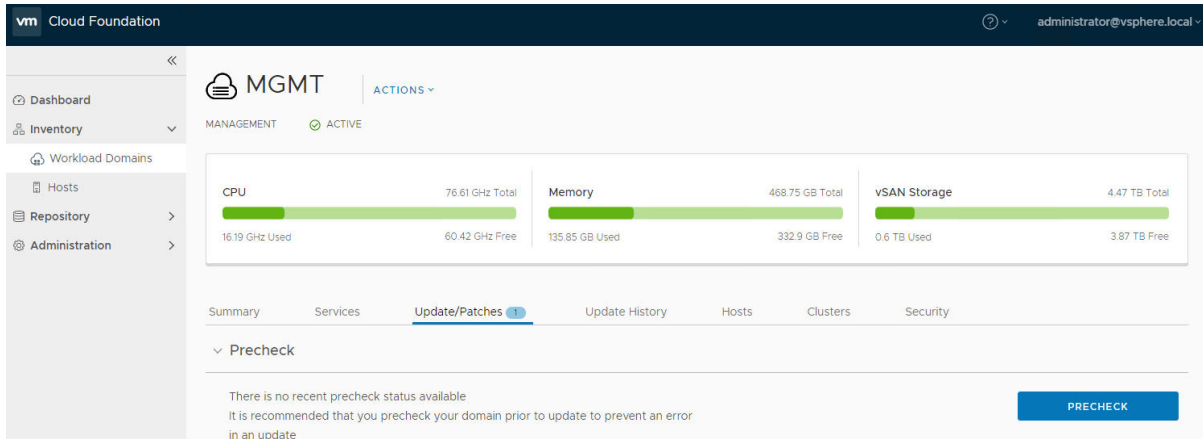 vm Cloud Foundation
administrator@vsphere.local
Dashboard
Inventory
Workload Domains
Hosts
Repository
Administration
MGMT
ACTIONS
MANAGEMENT
ACTIVE
CPU
76.61 GHz Total
16.19 GHz Used
60.42 GHz Free
Memory
468.75 GB Total
135.85 GB Used
332.9 GB Free
vSAN Storage
4.47 TB Total
0.6 TB Used
3.87 TB Free
Summary
Services
Update/Patches 1
Update History
Hosts
Clusters
Security
Precheck
There is no recent precheck status available
It is recommended that you precheck your domain prior to update to prevent an error
in an update
PRECHECK